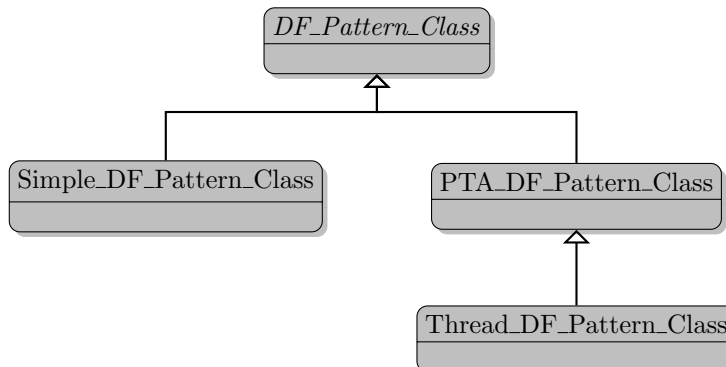 DF_Pattern_Class
Simple_DF_Pattern_Class
PTA_DF_Pattern_Class
Thread_DF_Pattern_Class